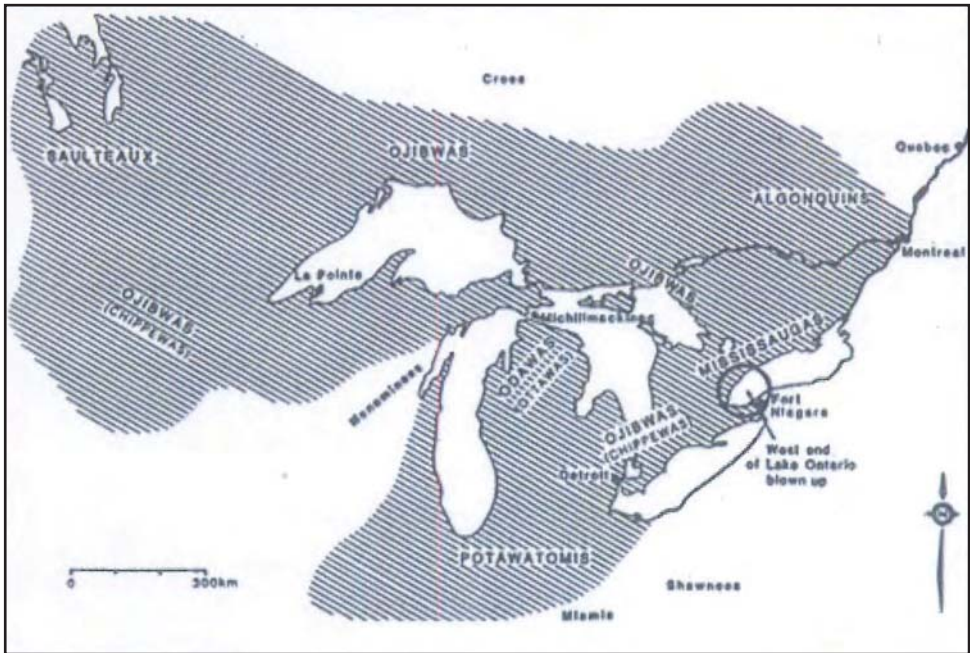 Crees
Quebec
SAULTEAUX
OJIBWAS
ALGONQUINS
Montreal
La Pointe
OJIBWAS
Michilimackinac
OJIBWAS
(CHIPPEWAS)
MISSISSAUGAS
Menominees
ODAWAS
(OTTAWAS)
Fort
Niagara
OJIBWAS
(CHIPPEWAS)
West end
of Lake Ontario
blown up
Detroit
N
POTAWATOMIS
0 300km
Shawnees
Miamis